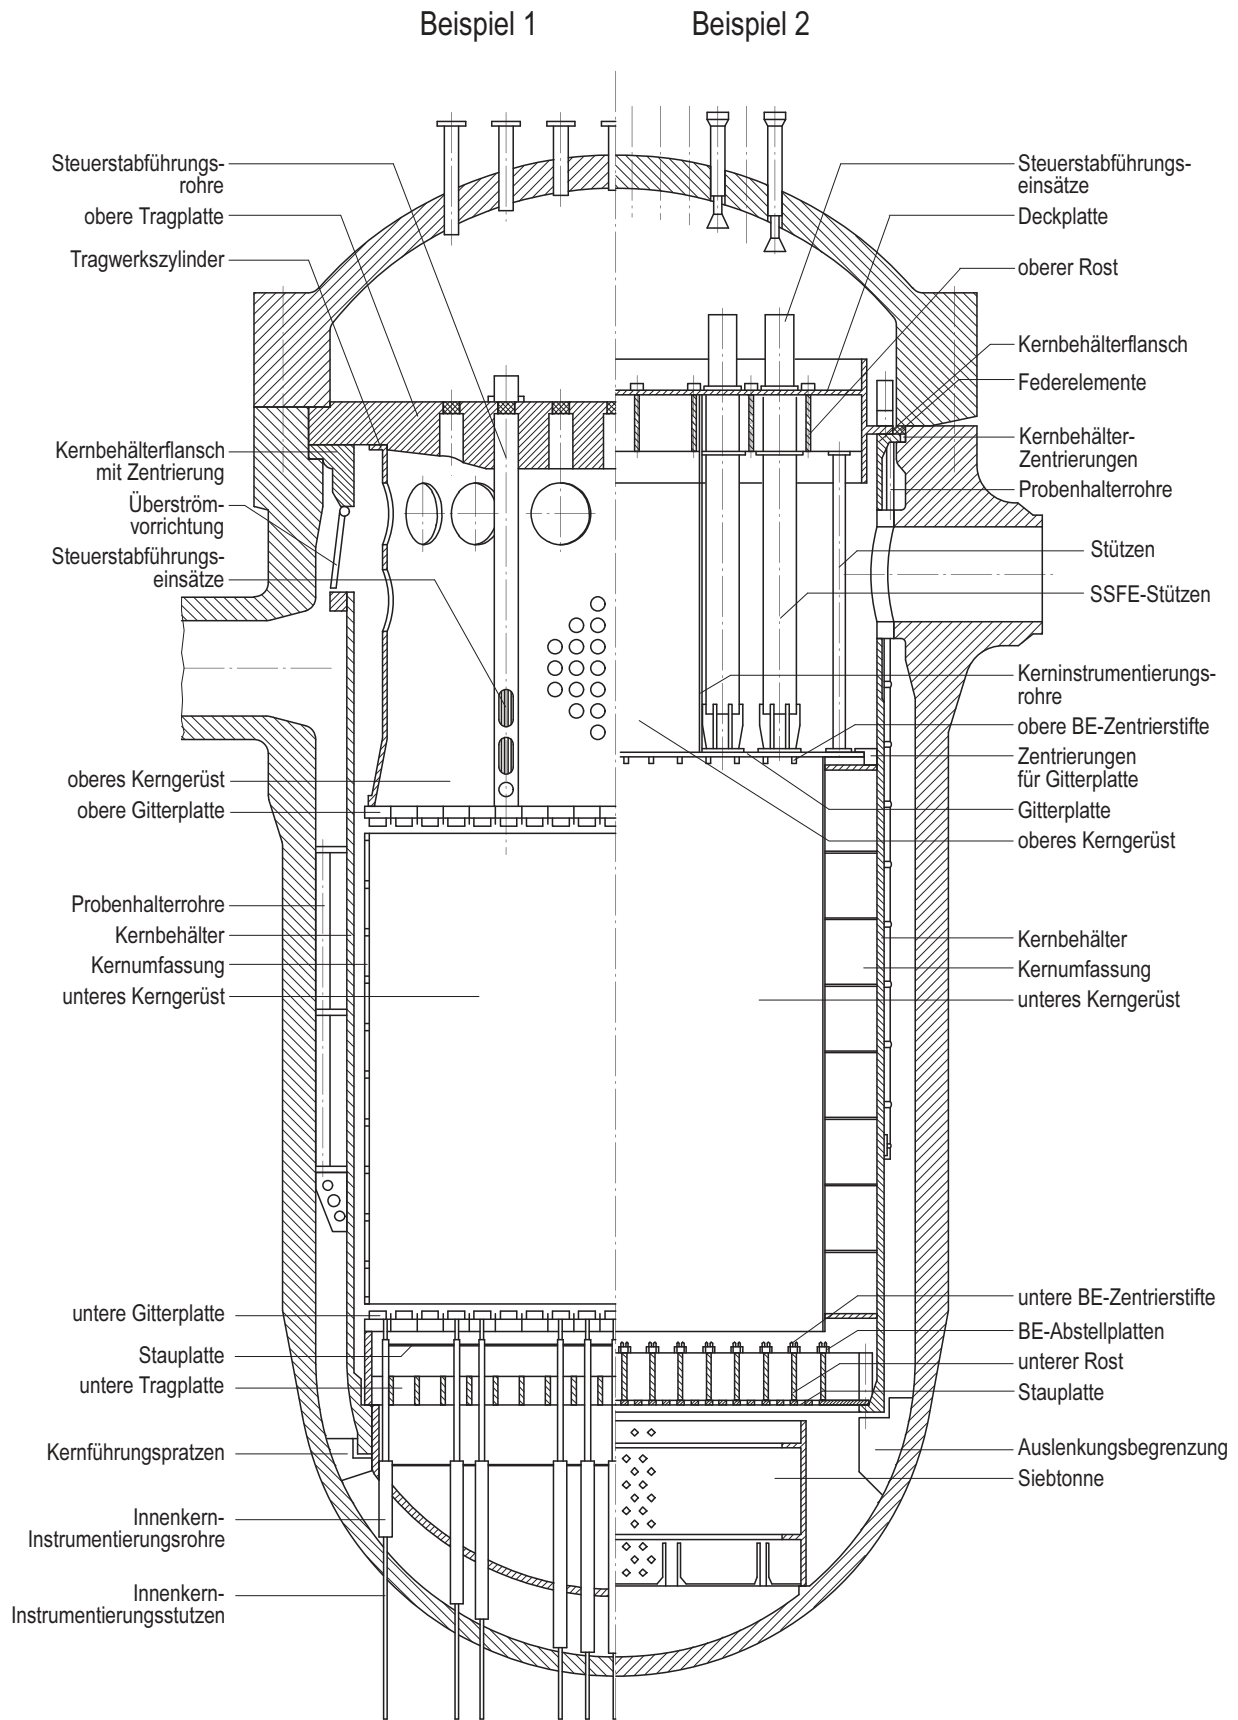 Beispiel 1
Beispiel 2
Steuerstabführungs-
rohre
obere Tragplatte
Tragwerkszylinder
Kernbehälterflansch
mit Zentrierung
Überström-
vorrichtung
Steuerstabführungs-
einsätze
oberes Kerngerüst
obere Gitterplatte
Probenhalterrohre
Kernbehälter
Kernumfassung
unteres Kerngerüst
untere Gitterplatte
Stauplatte
untere Tragplatte
Kernführungspratzen
Innenkern-
Instrumentierungsrohre
Innenkern-
Instrumentierungsstutzen
Steuerstabführungs-
einsätze
Deckplatte
oberer Rost
Kernbehälterflansch
Federelemente
Kernbehälter-
Zentrierungen
Probenhalterrohre
Stützen
SSFE-Stützen
Kerninstrumentierungs-
rohre
obere BE-Zentrierstifte
Zentrierungen
für Gitterplatte
Gitterplatte
oberes Kerngerüst
Kernbehälter
Kernumfassung
unteres Kerngerüst
untere BE-Zentrierstifte
BE-Abstellplatten
unterer Rost
Stauplatte
Auslenkungsbegrenzung
Siebtonne